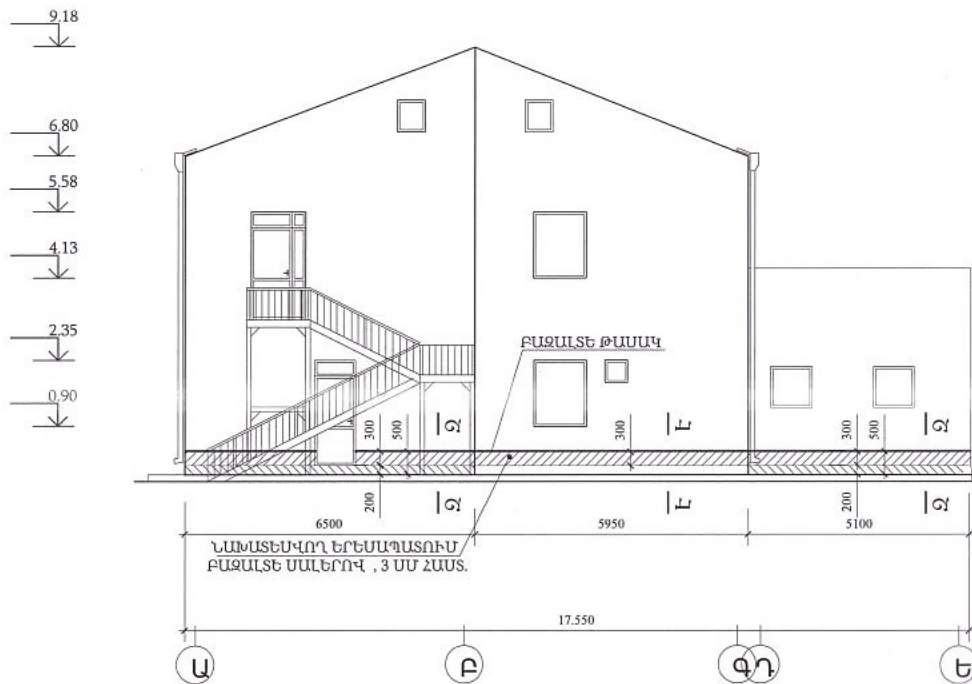 9.18
6.80
5.58
4.13
2.35
0.90
ԲԱԶԱԼՏԵ ԹԱՍԱԿ
300
500
Ջ
300
Է
300
500
Ջ
200
Ջ
Է
200
Ջ
6500
5950
5100
ՆԱԽԱՏԵՍՎՈՂ ԵՐԵՍԱՊԱՏՈՒՄ
ԲԱԶԱԼՏԵ ՍԱԼԵՐՈՎ , 3 ՍՄ ՀԱՍՏ.
17.550
Ա
Բ
Գ
Դ
Ե